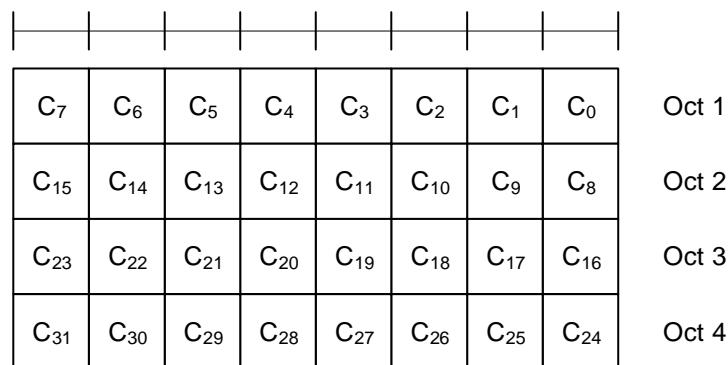 C₇ C₆ C₅ C₄ C₃ C₂ C₁ C₀ Oct 1
C₁₅ C₁₄ C₁₃ C₁₂ C₁₁ C₁₀ C₉ C₈ Oct 2
C₂₃ C₂₂ C₂₁ C₂₀ C₁₉ C₁₈ C₁₇ C₁₆ Oct 3
C₃₁ C₃₀ C₂₉ C₂₈ C₂₇ C₂₆ C₂₅ C₂₄ Oct 4